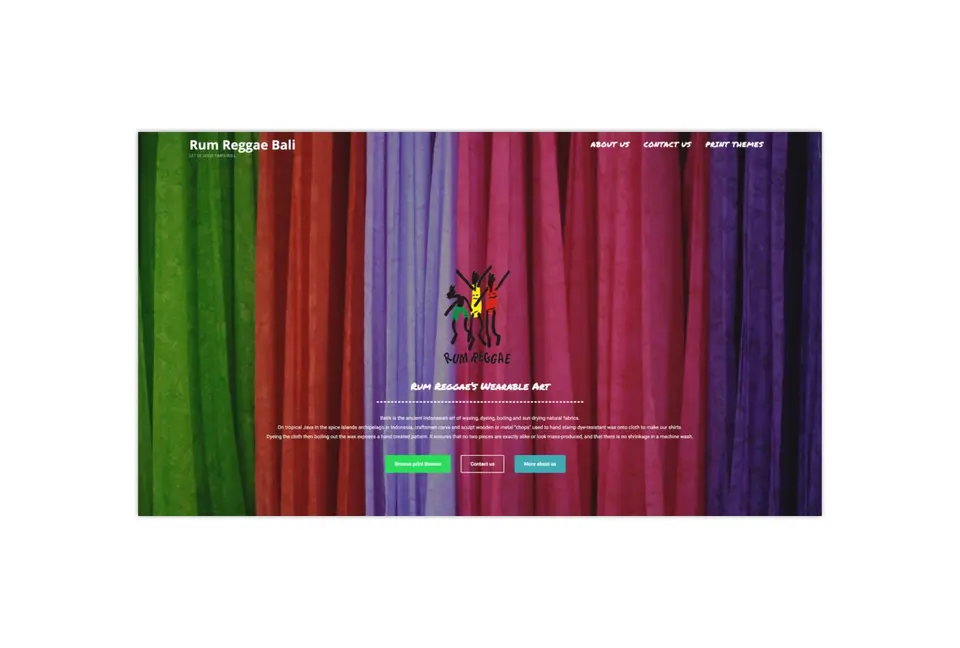 Rum Reggae Bali
LET DE GOOD TIMES ROLL
ABOUT US CONTACT US PRINT THEMES
RUM REGGAE
Rum Reggae's Wearable Art
Batik is the ancient Indonesian art of waxing, dyeing, boiling and sun-drying natural fabrics.
On tropical Java in the spice islands archipelago in Indonesia, craftsmen carve and sculpt wooden or metal "chops" used to hand stamp dye-resistant wax onto cloth to make our shirts.
Dyeing the cloth then boiling out the wax exposes a hand created pattern. It ensures that no two pieces are exactly alike or look mass-produced, and that there is no shrinkage in a machine wash.
Browse print themes Contact us More about us